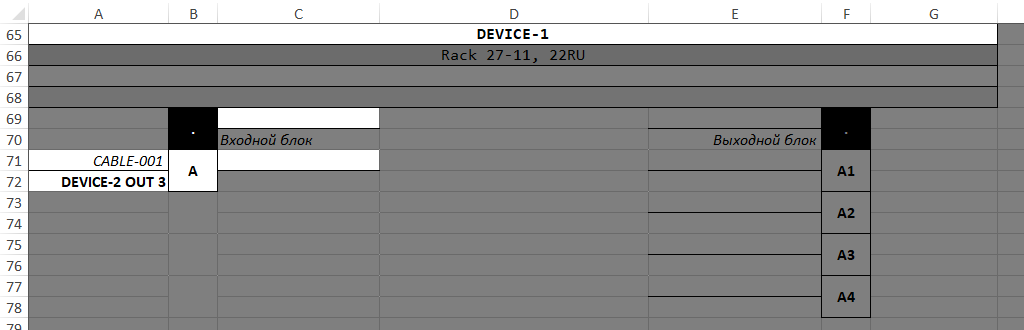 A B C D E F G
65 DEVICE-1
66 Rack 27-11, 22RU
67
68
69
. .
70 Входной блок Выходной блок
71 CABLE-001
A A1
72 DEVICE-2 OUT 3
73
A2
74
75
A3
76
77
A4
78
79